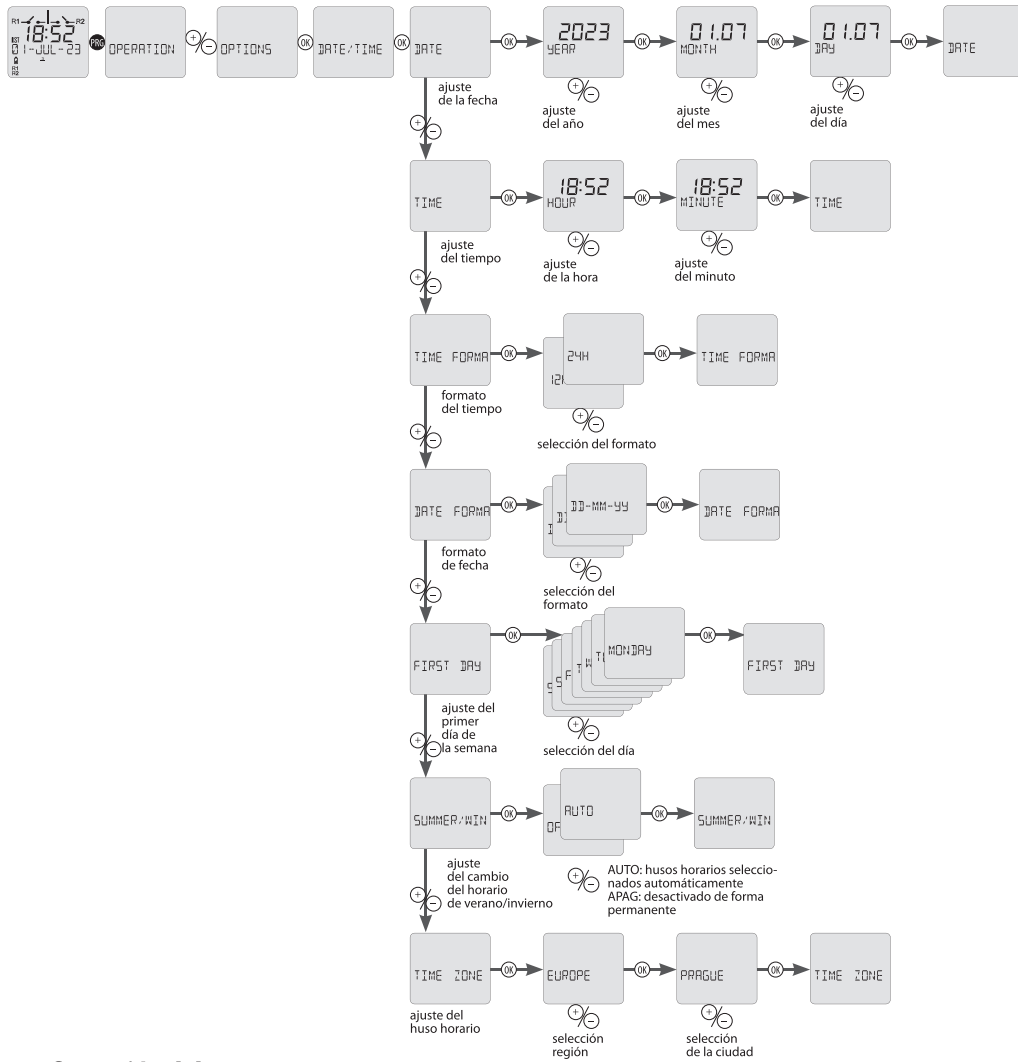 R1 R2
18:52
1-JUL-23
R1
R2
PRG
OPERATION
+/-
OPTIONS
OK
DATE/TIME
OK
DATE
OK
2023
YEAR
OK
01.07
MONTH
OK
01.07
DAY
OK
DATE
ajuste
de la fecha
+/-
ajuste
del año
+/-
ajuste
del mes
+/-
ajuste
del día
+/-
TIME
OK
18:52
HOUR
OK
18:52
MINUTE
OK
TIME
ajuste
del tiempo
+/-
ajuste
de la hora
+/-
ajuste
del minuto
+/-
TIME FORMA
OK
24H
12H
OK
TIME FORMA
formato
del tiempo
+/-
selección del formato
+/-
DATE FORMA
OK
DD-MM-YY
OK
DATE FORMA
formato
de fecha
+/-
selección del
formato
+/-
FIRST DAY
OK
MONDAY
T
W
T
F
S
S
OK
FIRST DAY
ajuste del
primer
día de
la semana
+/-
selección del día
+/-
SUMMER/WIN
OK
AUTO
OF
OK
SUMMER/WIN
ajuste
del cambio
del horario
de verano/invierno
+/-
AUTO: husos horarios seleccio-
nados automáticamente
APAG: desactivado de forma
permanente
+/-
TIME ZONE
OK
EUROPE
OK
PRAGUE
OK
TIME ZONE
ajuste del
huso horario
+/-
selección
región
+/-
selección
de la ciudad